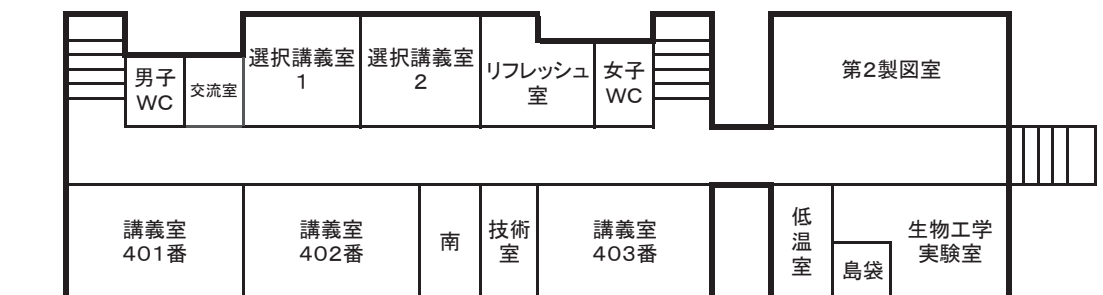 男子
WC
交流室
選択講義室
1
選択講義室
2
リフレッシュ
室
女子
WC
第2製図室
講義室
401番
講義室
402番
南
技術
室
講義室
403番
低
温
室
島袋
生物工学
実験室